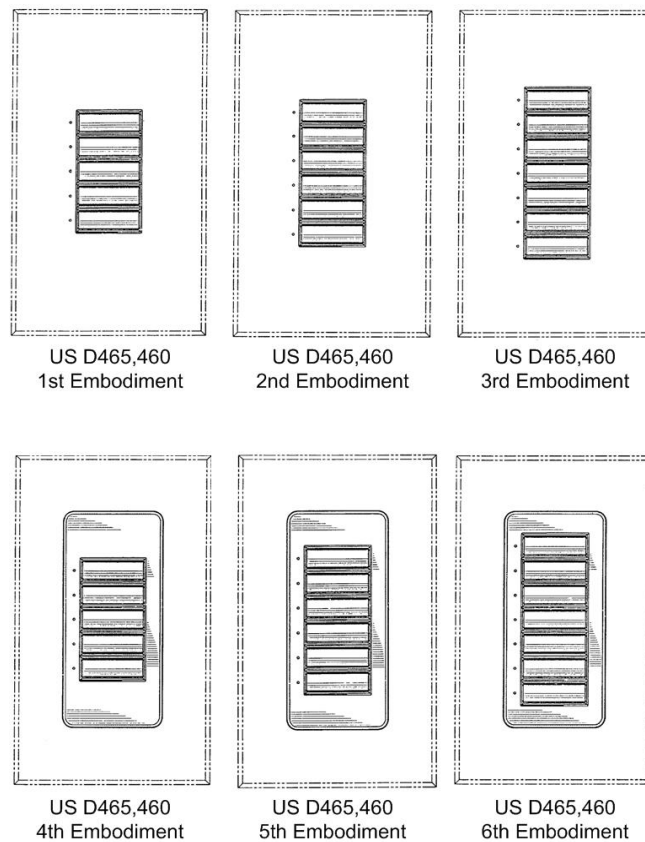 US D465,460
1st Embodiment
US D465,460
2nd Embodiment
US D465,460
3rd Embodiment
US D465,460
4th Embodiment
US D465,460
5th Embodiment
US D465,460
6th Embodiment